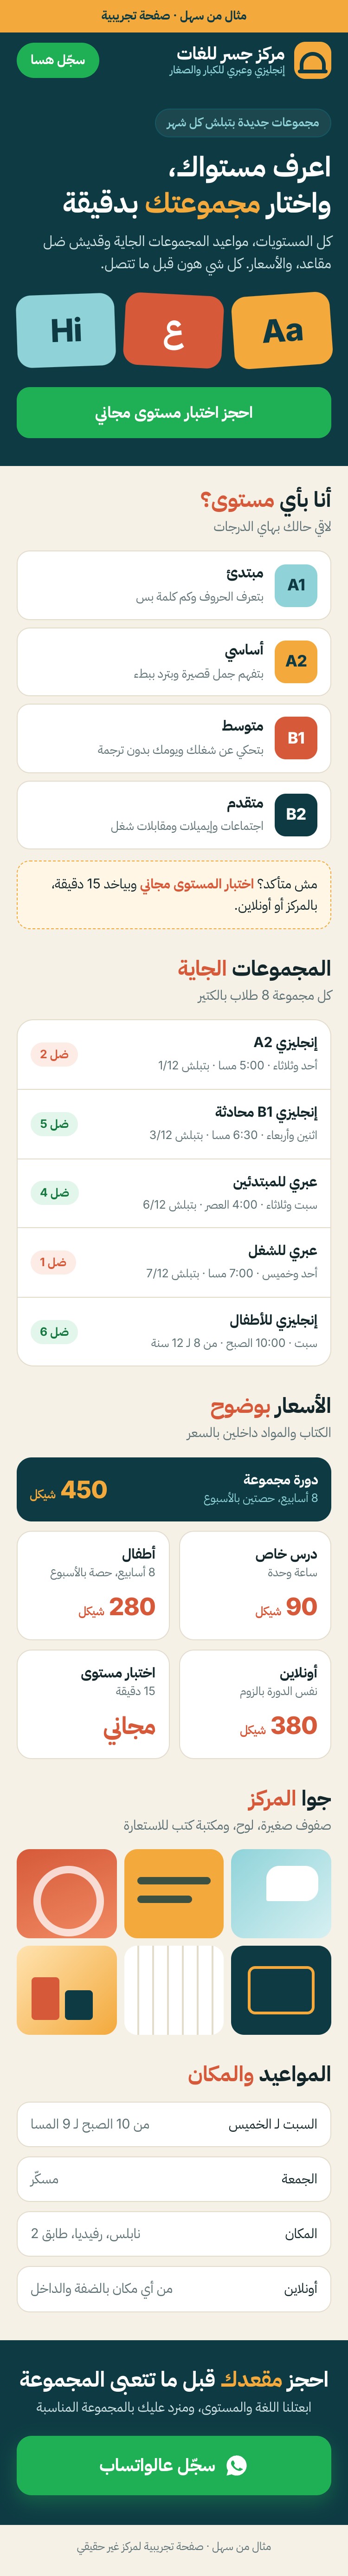 مثال من سهل · صفحة تجريبية
مركز جسر للغات
إنجليزي وعبري للكبار والصغار
سجّل هسا
مجموعات جديدة بتبلش كل شهر
اعرف مستواك،
واختار مجموعتك بدقيقة
كل المستويات، مواعيد المجموعات الجاية وقديش ضل
مقاعد، والأسعار. كل شي هون قبل ما تتصل.
Aa
ع
Hi
احجز اختبار مستوى مجاني
أنا بأي مستوى؟
لاقي حالك بهاي الدرجات
A1
مبتدئ
بتعرف الحروف وكم كلمة بس
A2
أساسي
بتفهم جمل قصيرة وبترد ببطء
B1
متوسط
بتحكي عن شغلك ويومك بدون ترجمة
B2
متقدم
اجتماعات وإيميلات ومقابلات شغل
مش متأكد؟ اختبار المستوى مجاني وبياخد 15 دقيقة،
بالمركز أو أونلاين.
المجموعات الجاية
كل مجموعة 8 طلاب بالكتير
إنجليزي A2
أحد وثلاثاء · 5:00 مسا · بتبلش 1/12
ضل 2
إنجليزي B1 محادثة
اثنين وأربعاء · 6:30 مسا · بتبلش 3/12
ضل 5
عبري للمبتدئين
سبت وثلاثاء · 4:00 العصر · بتبلش 6/12
ضل 4
عبري للشغل
أحد وخميس · 7:00 مسا · بتبلش 7/12
ضل 1
إنجليزي للأطفال
سبت · 10:00 الصبح · من 8 لـ 12 سنة
ضل 6
الأسعار بوضوح
الكتاب والمواد داخلين بالسعر
دورة مجموعة
8 أسابيع، حصتين بالأسبوع
450 شيكل
درس خاص
ساعة وحدة
90 شيكل
أطفال
8 أسابيع، حصة بالأسبوع
280 شيكل
أونلاين
نفس الدورة بالزوم
380 شيكل
اختبار مستوى
15 دقيقة
مجاني
جوا المركز
صفوف صغيرة، لوح، ومكتبة كتب للاستعارة
المواعيد والمكان
السبت لـ الخميس
من 10 الصبح لـ 9 المسا
الجمعة
مسكّر
المكان
نابلس، رفيديا، طابق 2
أونلاين
من أي مكان بالضفة والداخل
احجز مقعدك قبل ما تتعبى المجموعة
ابعتلنا اللغة والمستوى، ومنرد عليك بالمجموعة المناسبة
سجّل عالواتساب
مثال من سهل · صفحة تجريبية لمركز غير حقيقي